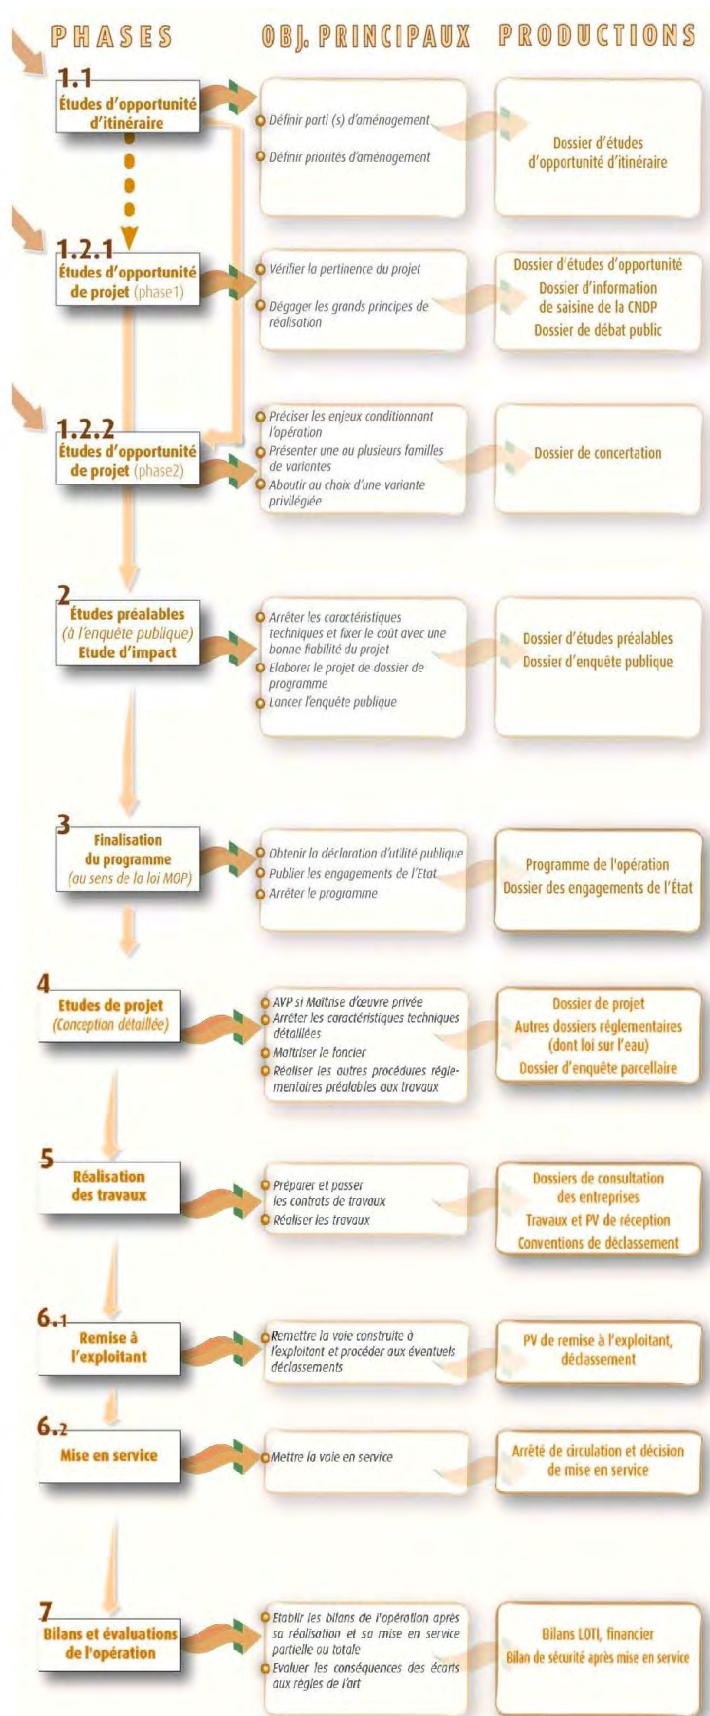 PHASES
OBJ. PRINCIPAUX
PRODUCTIONS
1.1
Études d'opportunité
d'itinéraire
Définir parti (s) d'aménagement
Définir priorités d'aménagement
Dossier d'études
d'opportunité d'itinéraire
1.2.1
Études d'opportunité
de projet (phase1)
Vérifier la pertinence du projet
Dégager les grands principes de
réalisation
Dossier d'études d'opportunité
Dossier d'information
de saisine de la CNDP
Dossier de débat public
1.2.2
Études d'opportunité
de projet (phase2)
Préciser les enjeux conditionnant
l'opération
Présenter une ou plusieurs familles
de variantes
Aboutir au choix d'une variante
privilégiée
Dossier de concertation
2
Études préalables
(à l'enquête publique)
Etude d'impact
Arrêter les caractéristiques
techniques et fixer le coût avec une
bonne fiabilité du projet
Elaborer le projet de dossier de
programme
Lancer l'enquête publique
Dossier d'études préalables
Dossier d'enquête publique
3
Finalisation
du programme
(au sens de la loi MOP)
Obtenir la déclaration d'utilité publique
Publier les engagements de l'Etat
Arrêter le programme
Programme de l'opération
Dossier des engagements de l'État
4
Etudes de projet
(Conception détaillée)
AVP si Maîtrise d'œuvre privée
Arrêter les caractéristiques techniques
détaillées
Maîtriser le foncier
Réaliser les autres procédures régle-
mentaires préalables aux travaux
Dossier de projet
Autres dossiers réglementaires
(dont loi sur l'eau)
Dossier d'enquête parcellaire
5
Réalisation
des travaux
Préparer et passer
les contrats de travaux
Réaliser les travaux
Dossiers de consultation
des entreprises
Travaux et PV de réception
Conventions de déclassement
6.1
Remise à
l'exploitant
Remettre la voie construite à
l'exploitant et procéder aux éventuels
déclassements
PV de remise à l'exploitant,
déclassement
6.2
Mise en service
Mettre la voie en service
Arrêté de circulation et décision
de mise en service
7
Bilans et évaluations
de l'opération
Etablir les bilans de l'opération après
sa réalisation et sa mise en service
partielle ou totale
Evaluer les conséquences des écarts
aux règles de l'art
Bilans LOTI, financier
Bilan de sécurité après mise en service